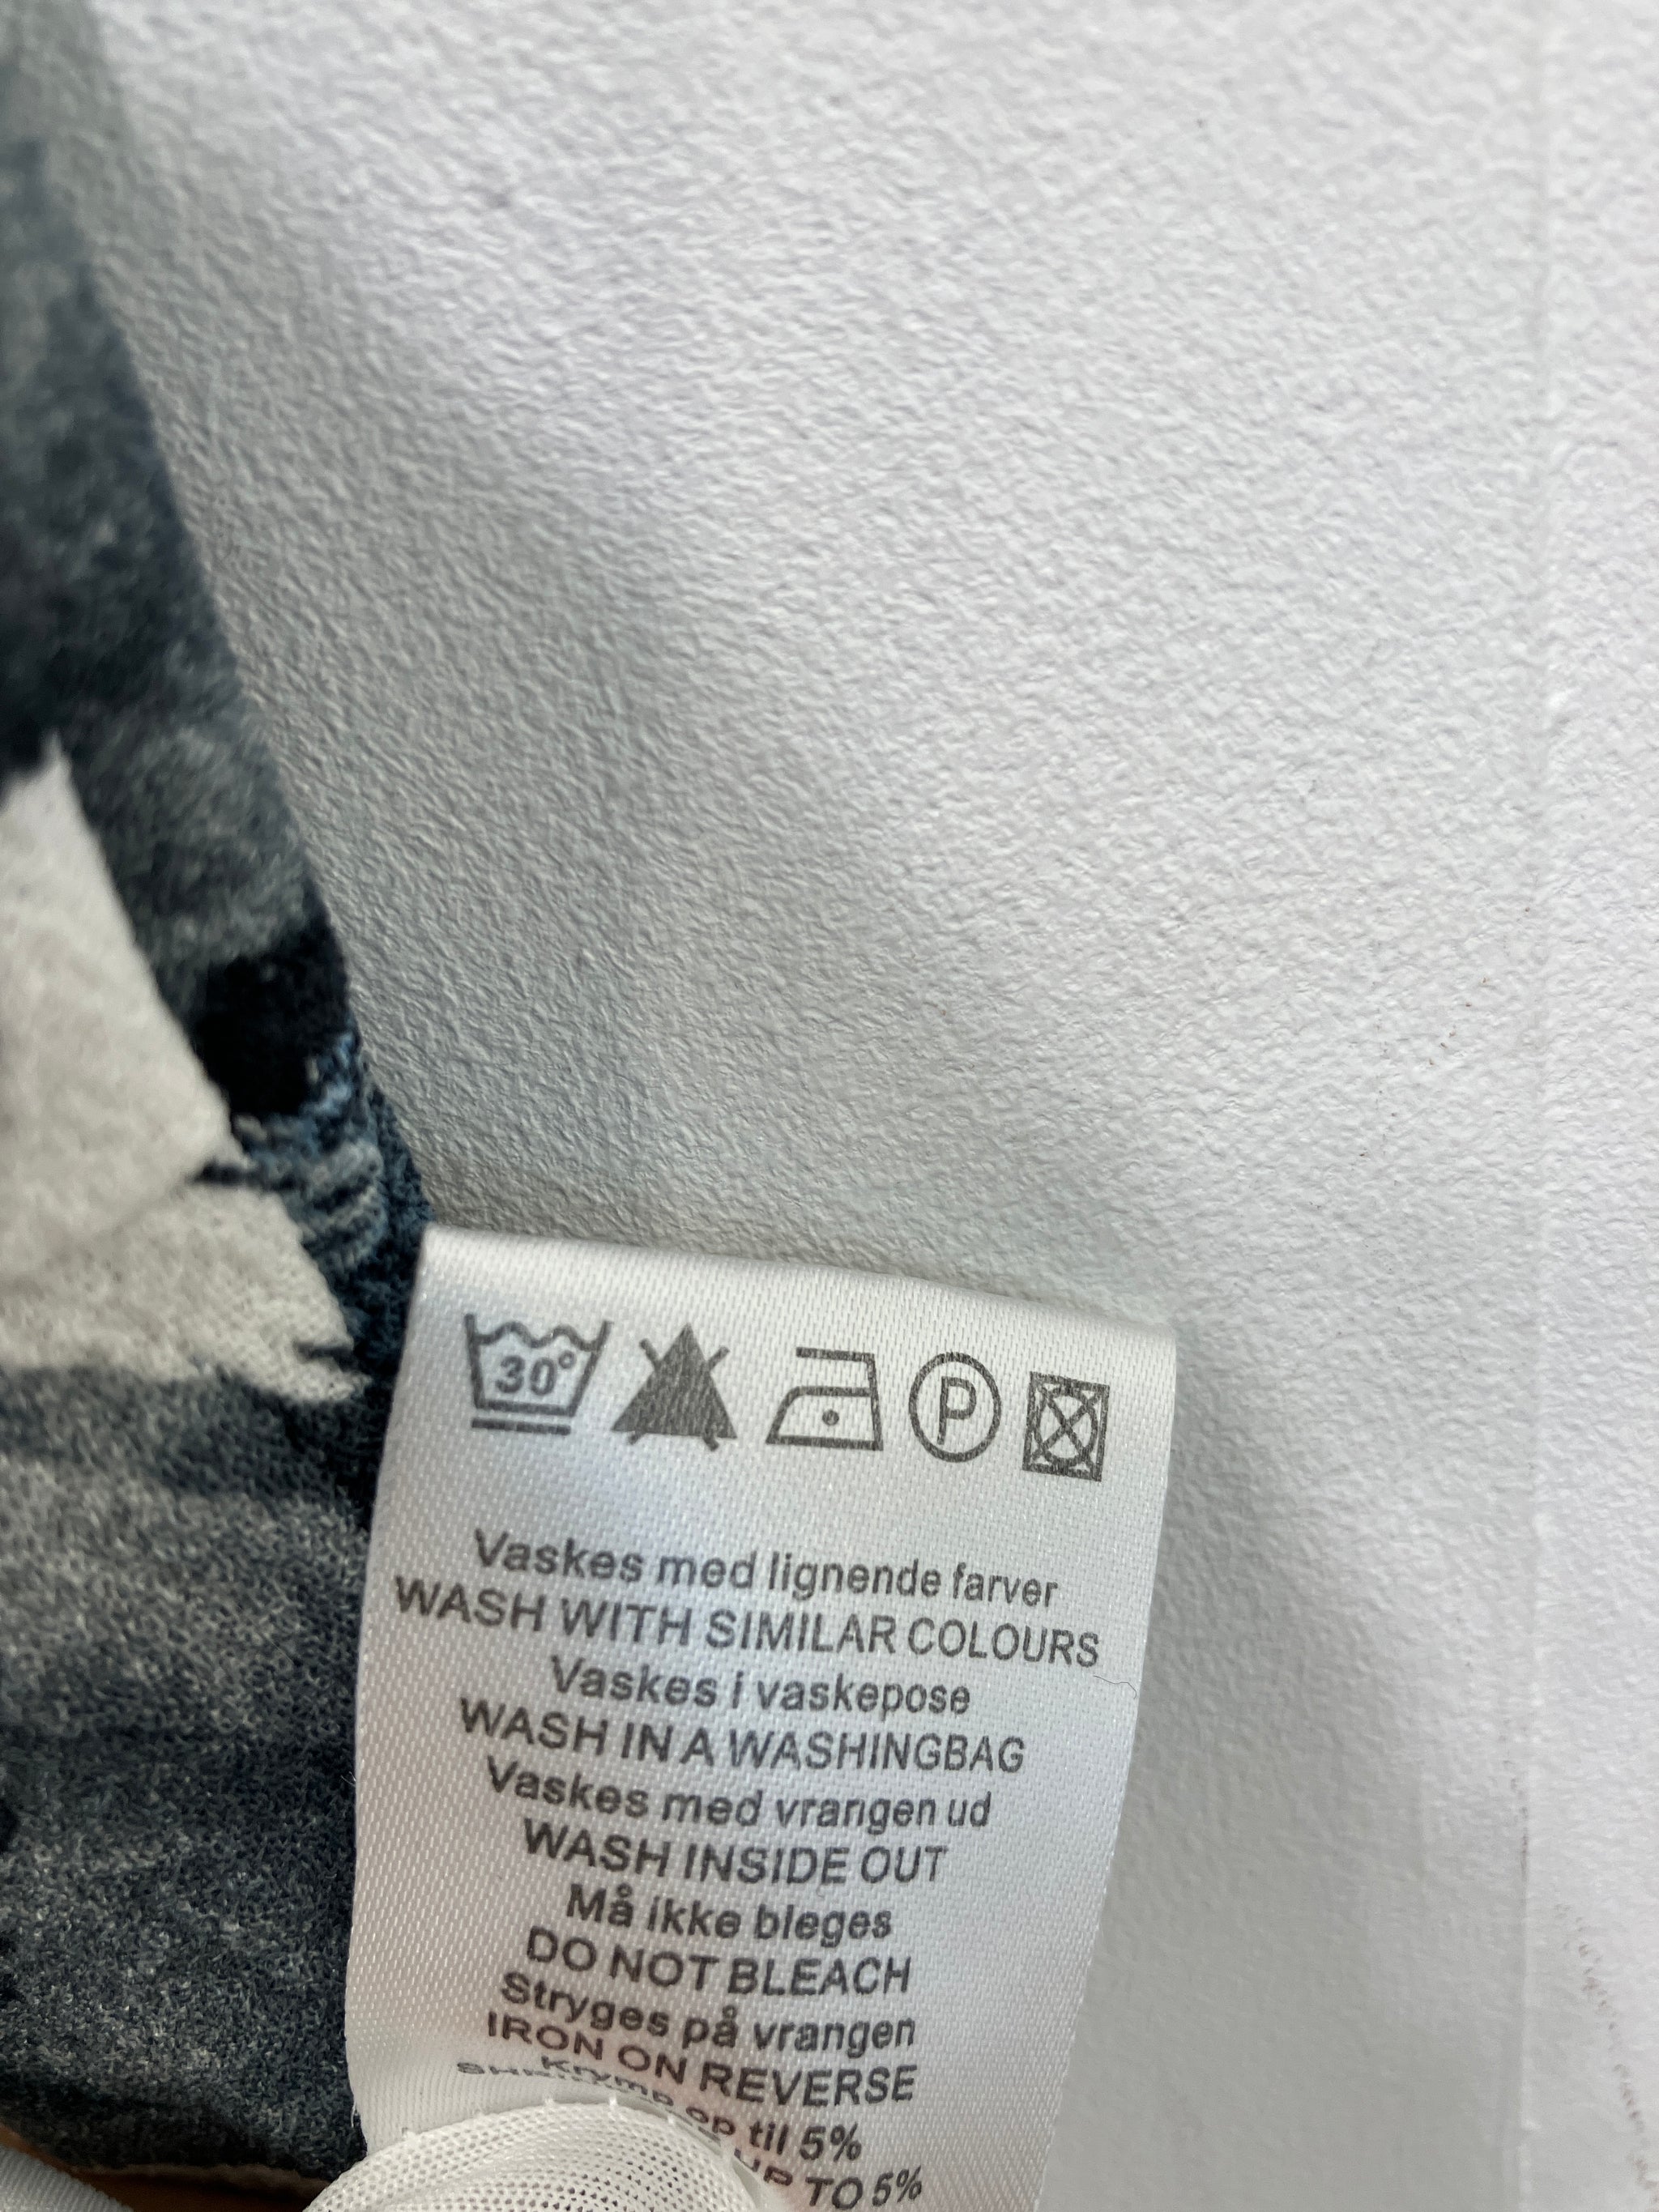 30°
P
Vaskes med lignende farver
WASH WITH SIMILAR COLOURS
Vaskes i vaskepose
WASH IN A WASHINGBAG
Vaskes med vrangen ud
WASH INSIDE OUT
Må ikke bleges
DO NOT BLEACH
Stryges på vrangen
IRON ON REVERSE
Krymp op til 5%
UP TO 5%